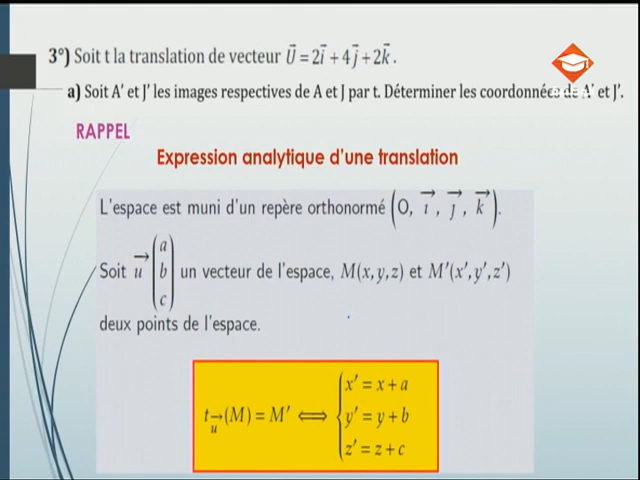 3°) Soit t la translation de vecteur U⃗ = 2i⃗ + 4j⃗ + 2k⃗.
a) Soit A′ et J′ les images respectives de A et J par t. Déterminer les coordonnées de A′ et J′.
RAPPEL
Expression analytique d'une translation
L'espace est muni d'un repère orthonormé (O, i⃗, j⃗, k⃗).
Soit u⃗ (a b c) un vecteur de l'espace, M(x,y,z) et M′(x′,y′,z′)
deux points de l'espace.
t_u⃗(M) = M′ ⟺ { x′ = x + a
y′ = y + b
z′ = z + c